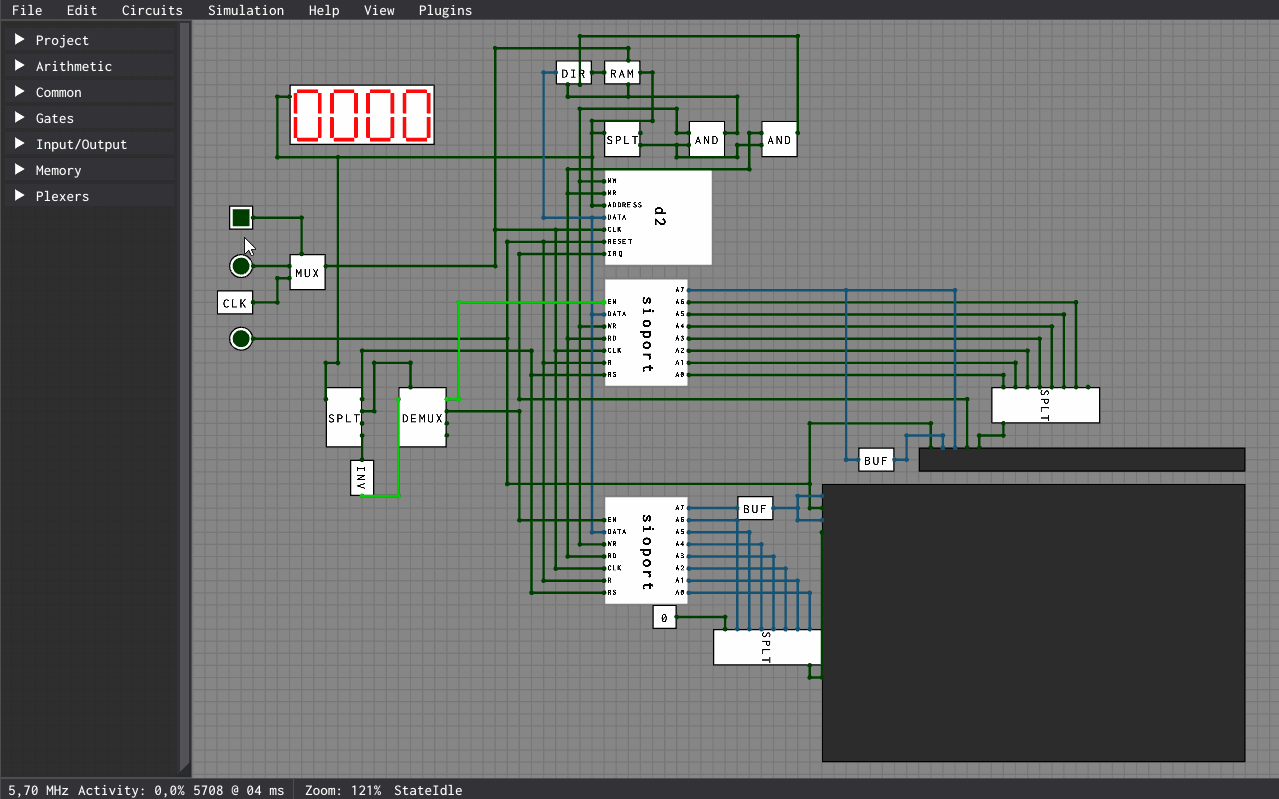 File Edit Circuits Simulation Help View Plugins
Project
Arithmetic
Common
Gates
Input/Output
Memory
Plexers
DIR RAM
0000
SPLT AND AND
WR
ADDRESS
DATA
CLK
RESET
IRQ
d2
MUX
CLK
EN
DATA
WR
RD
CLK
R
RS
sioport
A7
A6
A5
A4
A3
A2
A1
A0
SPLT
SPLT DEMUX
INV
BUF
EN
DATA
WR
RD
CLK
R
RS
sioport
A7
A6
A5
A4
A3
A2
A1
A0
BUF
0
SPLT
5,70 MHz Activity: 0,0% 5708 @ 04 ms Zoom: 121% StateIdle